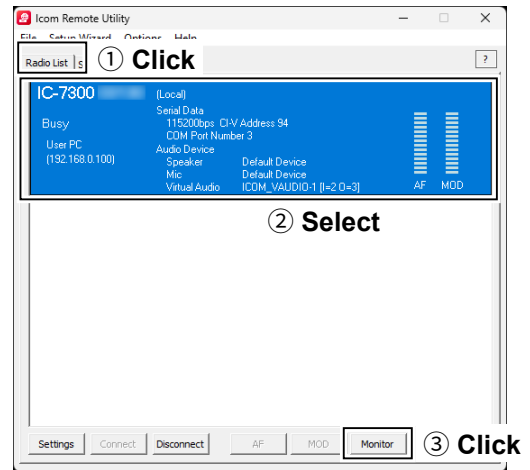 Icom Remote Utility
File Setup Wizard Options Help
Radio List S ① Click ?
IC-7300 (Local)
Serial Data
Busy 115200bps CI-V Address 94
COM Port Number 3
User PC Audio Device
(192.168.0.100) Speaker Default Device
Mic Default Device
Virtual Audio ICOM_VAUDIO-1 [I=2 O=3] AF MOD
② Select
Settings Connect Disconnect AF MOD Monitor ③ Click